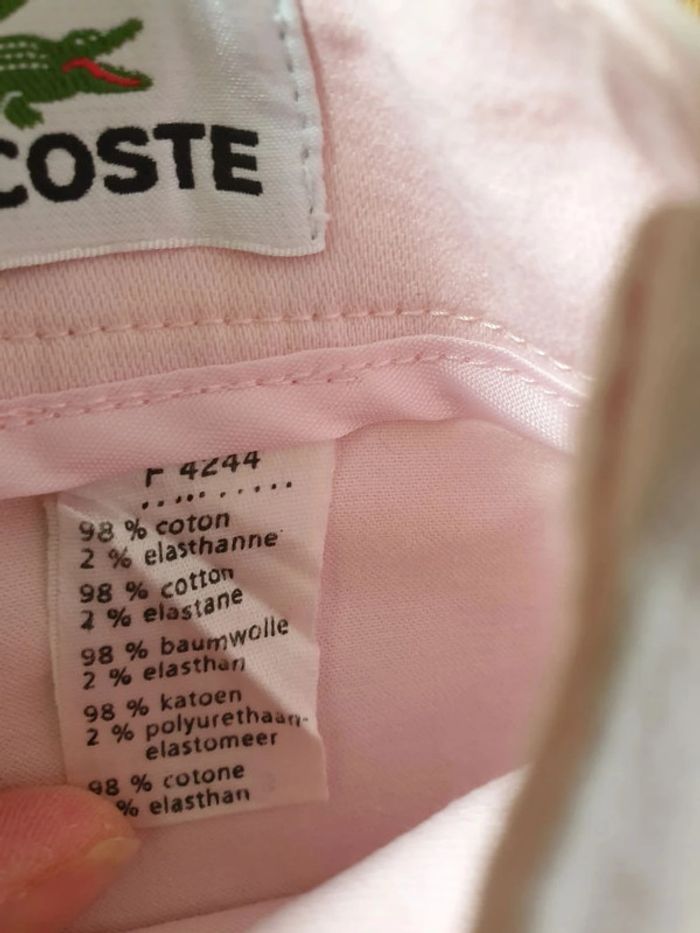 COSTE
F 4244
98 % coton
2 % elasthanne
98 % cotton
2 % elastane
98 % baumwolle
2 % elasthan
98 % katoen
2 % polyurethaan-
elastomeer
98 % cotone
% elasthan